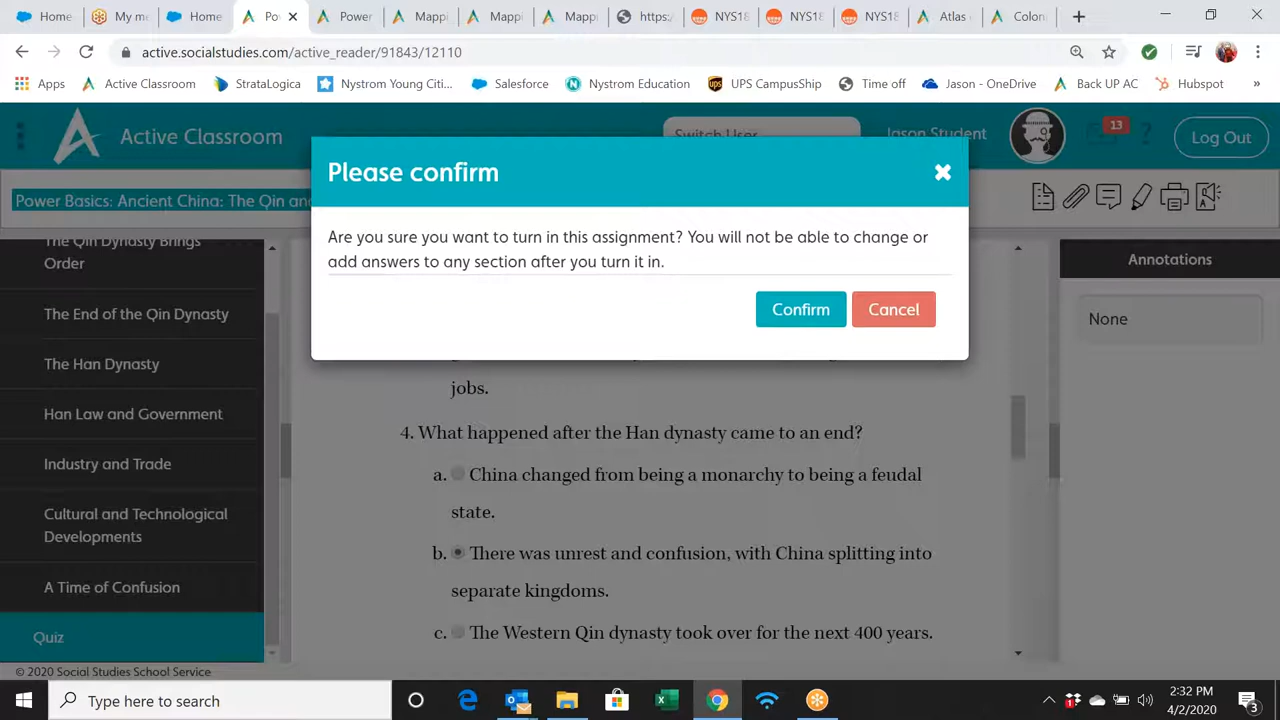 Home
My me
Home
Po
Power
Mappi
Mappi
Mapp
https:/
NYS18
NYS18
NYS18
Atlas
Colon
active.socialstudies.com/active_reader/91843/12110
Apps
Active Classroom
StrataLogica
Nystrom Young Citi...
Salesforce
Nystrom Education
UPS CampusShip
Time off
Jason - OneDrive
Back UP AC
Hubspot
»
Active Classroom
Switch User
Jason Student
13
?
Log Out
Please confirm
Power Basics: Ancient China: The Qin and
Are you sure you want to turn in this assignment? You will not be able to change or
add answers to any section after you turn it in.
Confirm
Cancel
The Qin Dynasty Brings
Order
The End of the Qin Dynasty
The Han Dynasty
Han Law and Government
Industry and Trade
Cultural and Technological
Developments
A Time of Confusion
Quiz
jobs.
4. What happened after the Han dynasty came to an end?
a. China changed from being a monarchy to being a feudal
state.
b. There was unrest and confusion, with China splitting into
separate kingdoms.
c. The Western Qin dynasty took over for the next 400 years.
Annotations
None
© 2020 Social Studies School Service
Type here to search
2:32 PM
4/2/2020
3